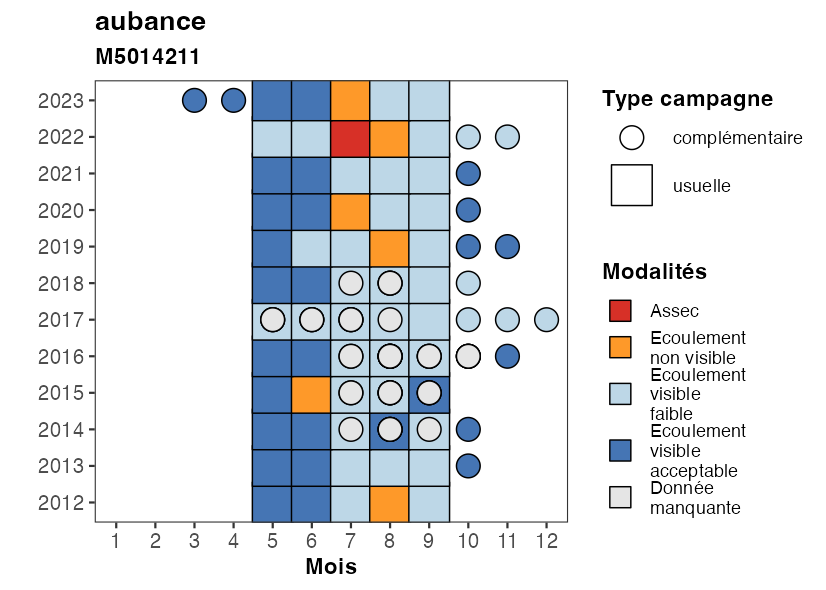 aubance
M5014211
2023
2022
2021
2020
2019
2018
2017
2016
2015
2014
2013
2012
1 2 3 4 5 6 7 8 9 10 11 12
Mois
Type campagne
complémentaire
usuelle
Modalités
Assec
Ecoulement
non visible
Ecoulement
visible
faible
Ecoulement
visible
acceptable
Donnée
manquante